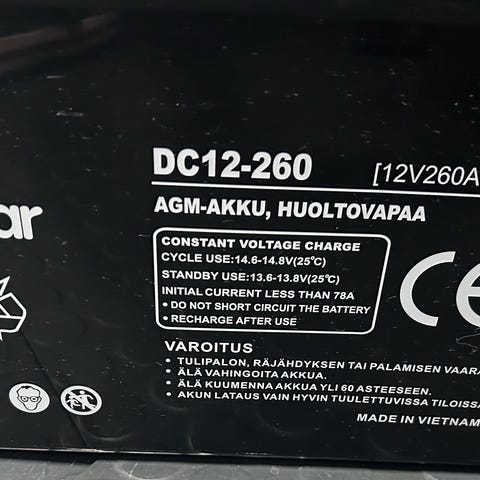 DC12-260 [12V260A
AGM-AKKU, HUOLTOVAPAA
ar
CONSTANT VOLTAGE CHARGE
CYCLE USE:14.6-14.8V(25℃)
STANDBY USE:13.6-13.8V(25℃)
INITIAL CURRENT LESS THAN 78A
• DO NOT SHORT CIRCUIT THE BATTERY
• RECHARGE AFTER USE
CE
VAROITUS
• TULIPALON, RÄJÄHDYKSEN TAI PALAMISEN VAARA
• ÄLÄ VAHINGOITA AKKUA.
• ÄLÄ KUUMENNA AKKUA YLI 60 ASTEESEEN.
• AKUN LATAUS VAIN HYVIN TUULETTUVISSA TILOISSA
MADE IN VIETNAM